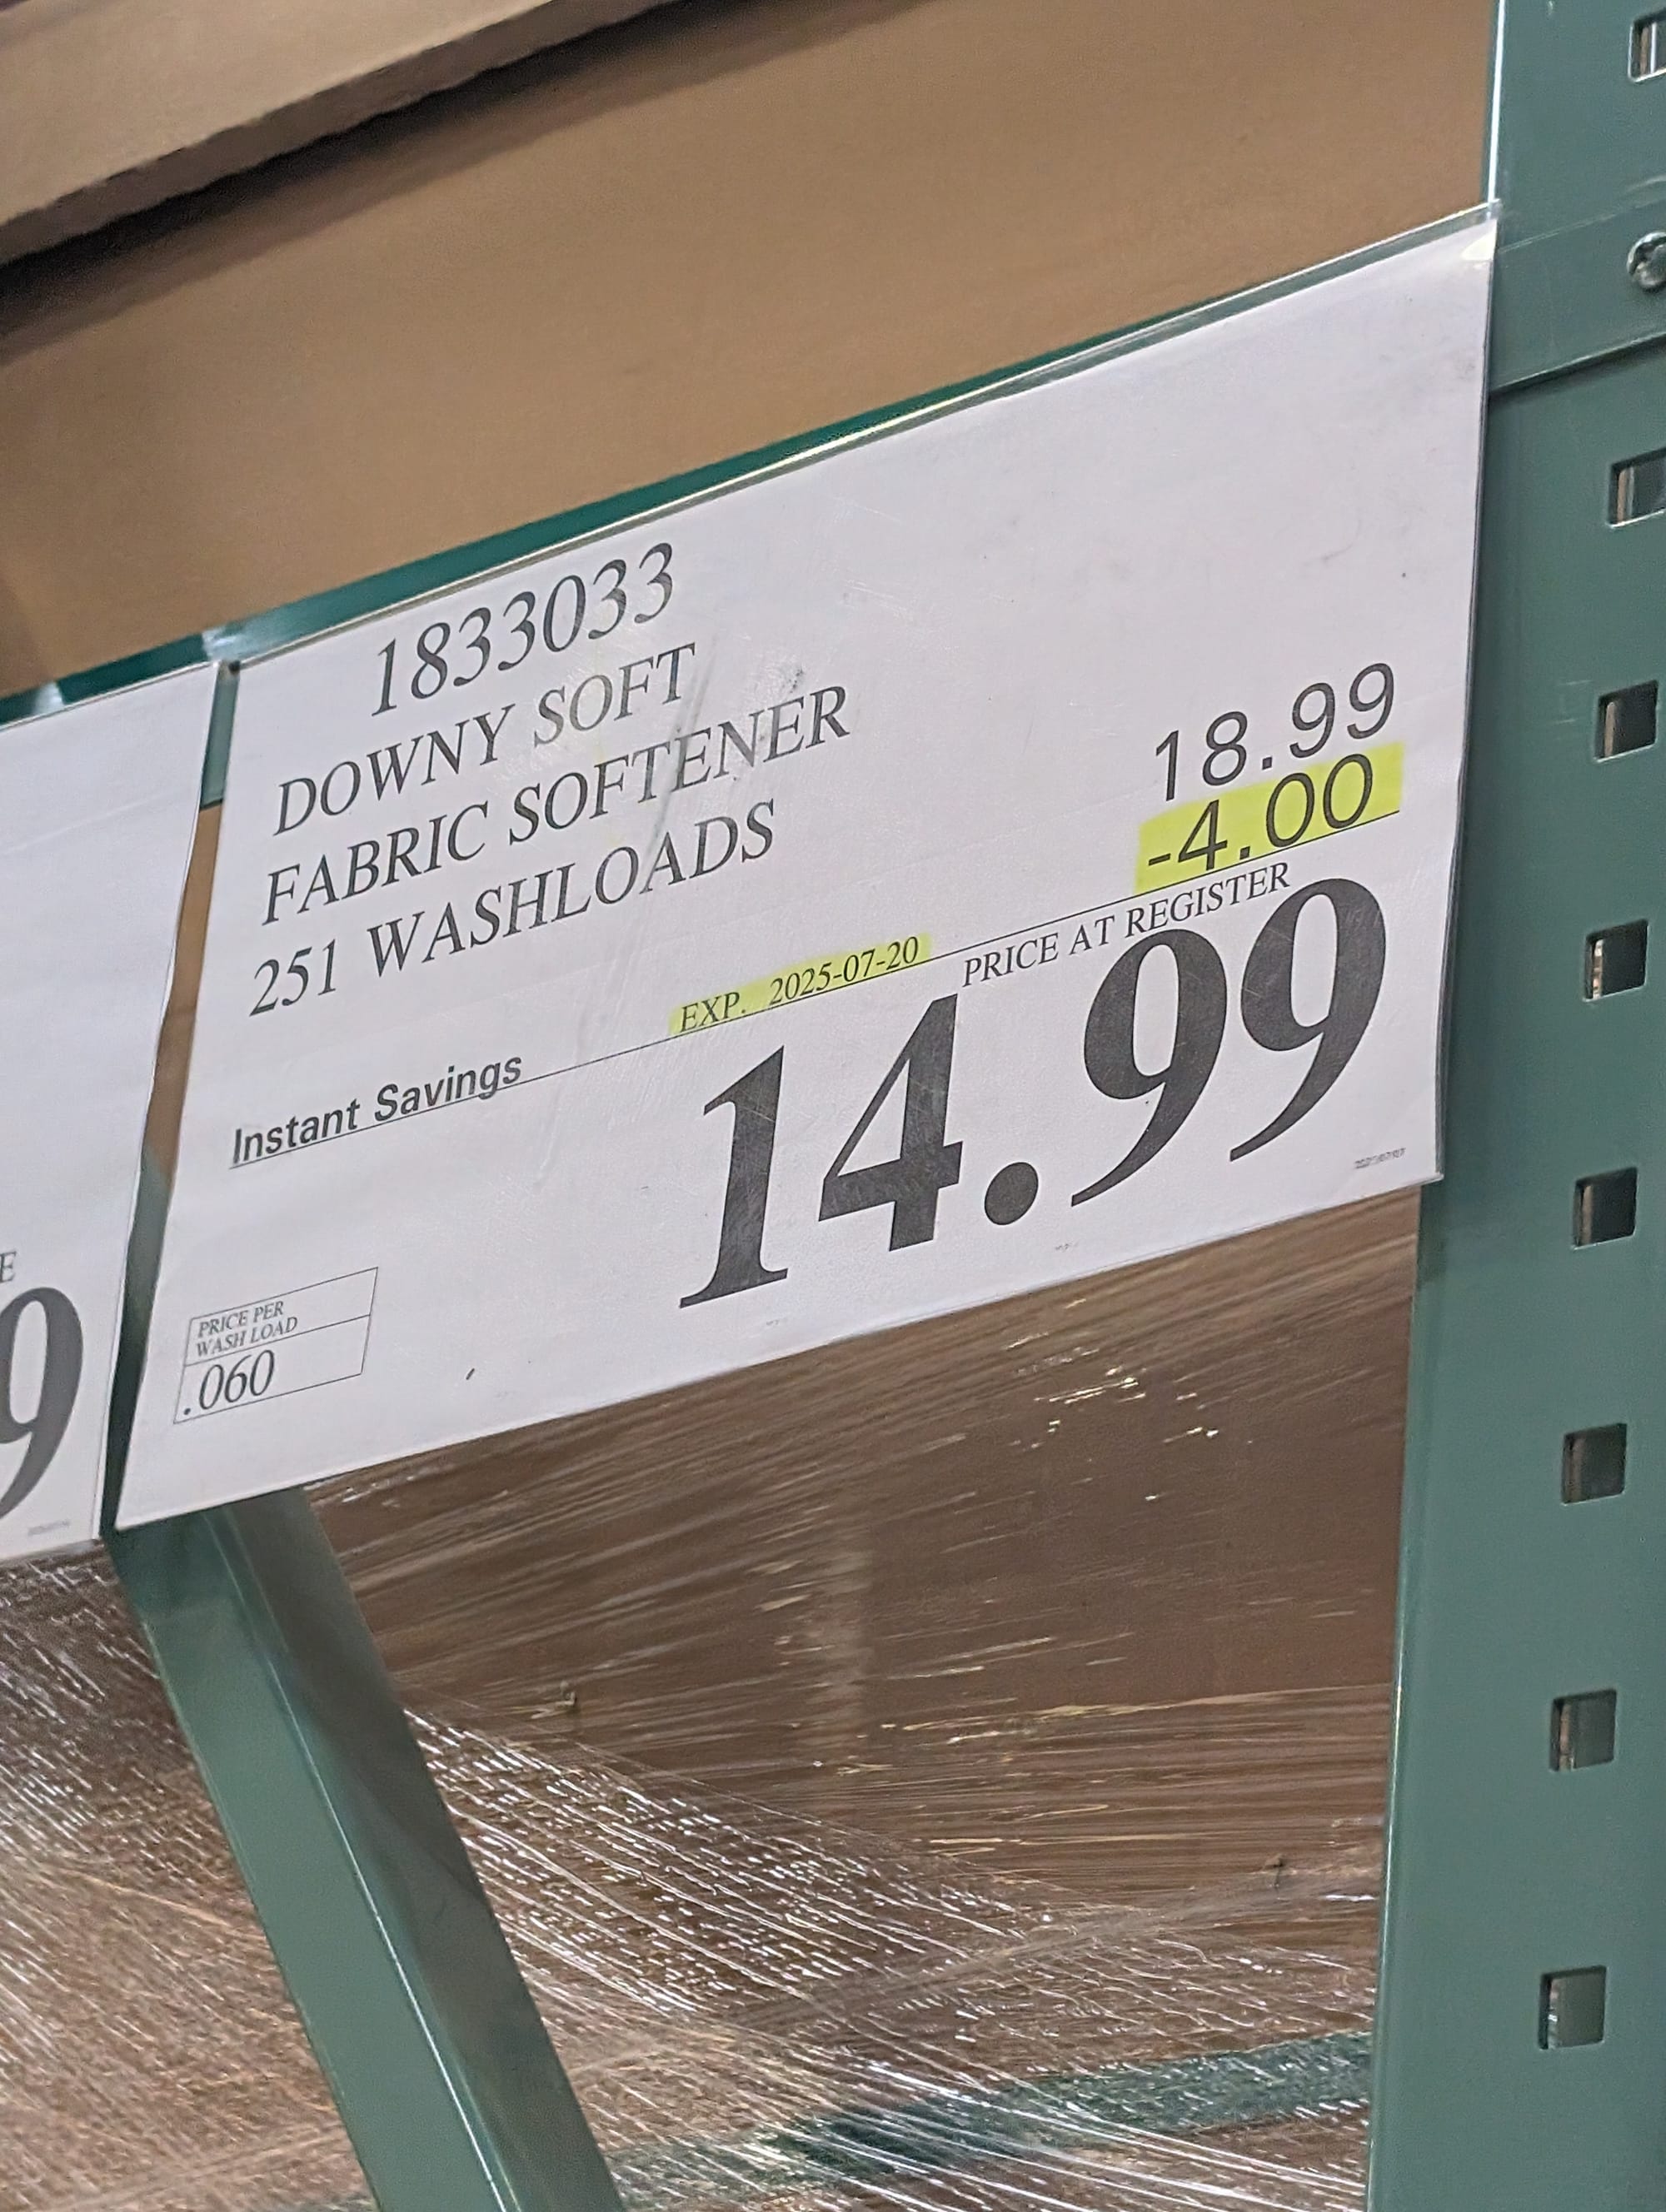 1833033
DOWNY SOFT
FABRIC SOFTENER
251 WASHLOADS
18.99
-4.00
EXP. 2025-07-20
PRICE AT REGISTER
Instant Savings
14.99
PRICE PER
WASH LOAD
.060
E
9